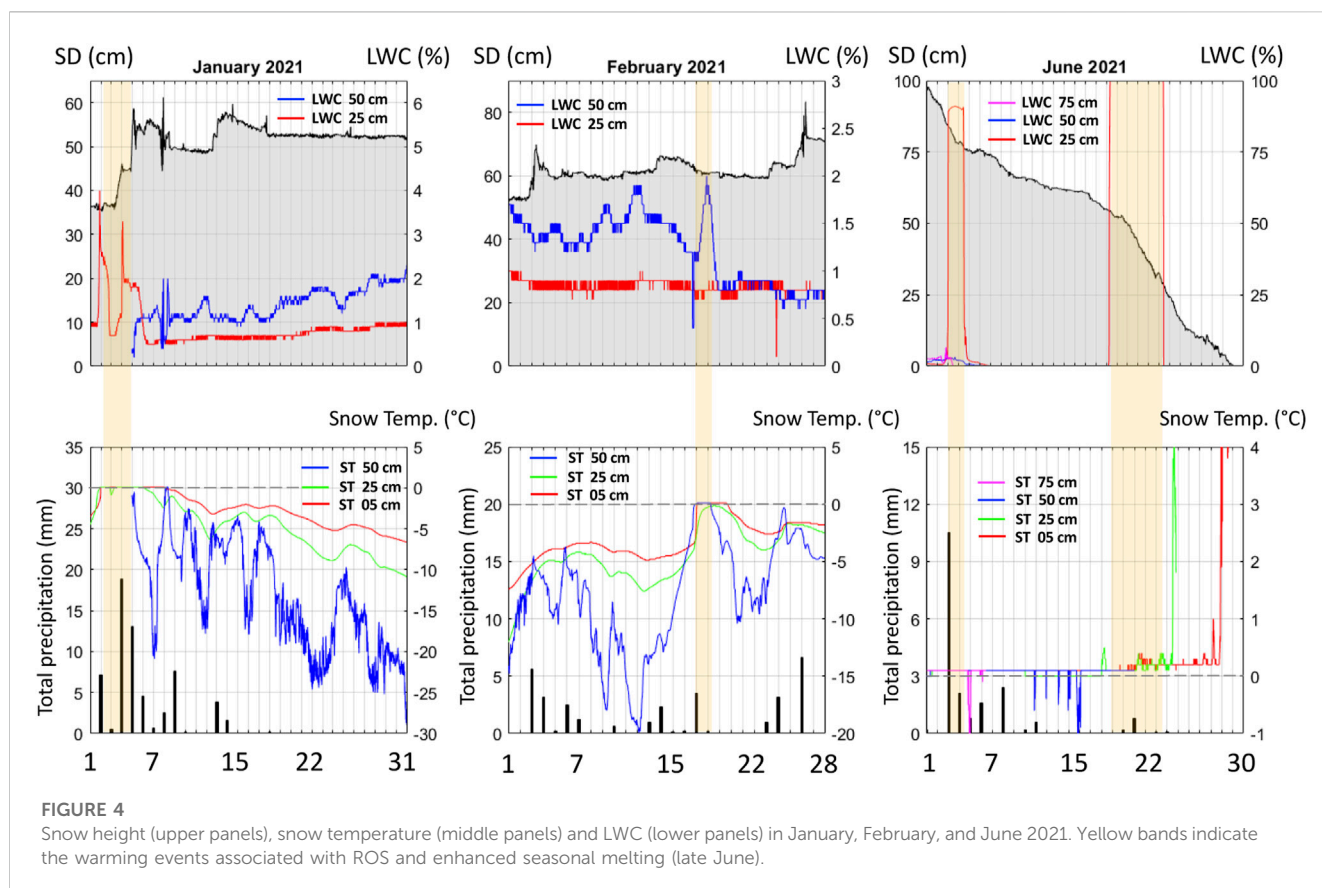 SD (cm) LWC (%) SD (cm) LWC (%) SD (cm) LWC (%)
January 2021
60
50
40
30
20
10
0
6
5
4
3
2
1
0
LWC 50 cm
LWC 25 cm
February 2021
80
60
40
20
0
3
2.5
2
1.5
1
0.5
0
LWC 50 cm
LWC 25 cm
June 2021
100
75
50
25
0
100
75
50
25
0
LWC 75 cm
LWC 50 cm
LWC 25 cm
Snow Temp. (°C)
Total precipitation (mm)
35
30
25
20
15
10
5
0
5
0
-5
-10
-15
-20
-25
-30
ST 50 cm
ST 25 cm
ST 05 cm
1 7 15 22 31
Snow Temp. (°C)
Total precipitation (mm)
25
20
15
10
5
0
5
0
-5
-10
-15
-20
ST 50 cm
ST 25 cm
ST 05 cm
1 7 15 22 28
Snow Temp. (°C)
Total precipitation (mm)
15
12
9
6
3
0
4
3
2
1
0
-1
ST 75 cm
ST 50 cm
ST 25 cm
ST 05 cm
1 7 15 22 30
FIGURE 4
Snow height (upper panels), snow temperature (middle panels) and LWC (lower panels) in January, February, and June 2021. Yellow bands indicate
the warming events associated with ROS and enhanced seasonal melting (late June).